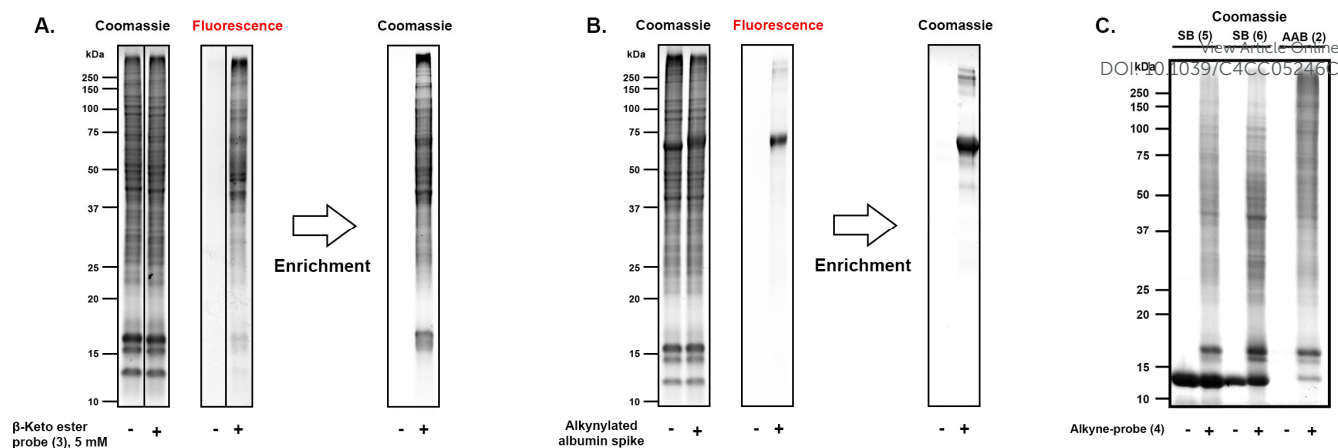 A.
Coomassie Fluorescence Coomassie
kDa
250
150
100
75
50
37
25
20
15
10
Enrichment
- + - + - +
β-Keto ester
probe (3), 5 mM
B.
Coomassie Fluorescence Coomassie
kDa
250
150
100
75
50
37
25
20
15
10
Enrichment
- + - + - +
Alkynylated
albumin spike
C.
Coomassie
SB (5) SB (6) AAB (2)
View Article Online
DOI: 10.1039/C4CC05246C
kDa
250
150
100
75
50
37
25
20
15
10
Alkyne-probe (4) - + - + - +